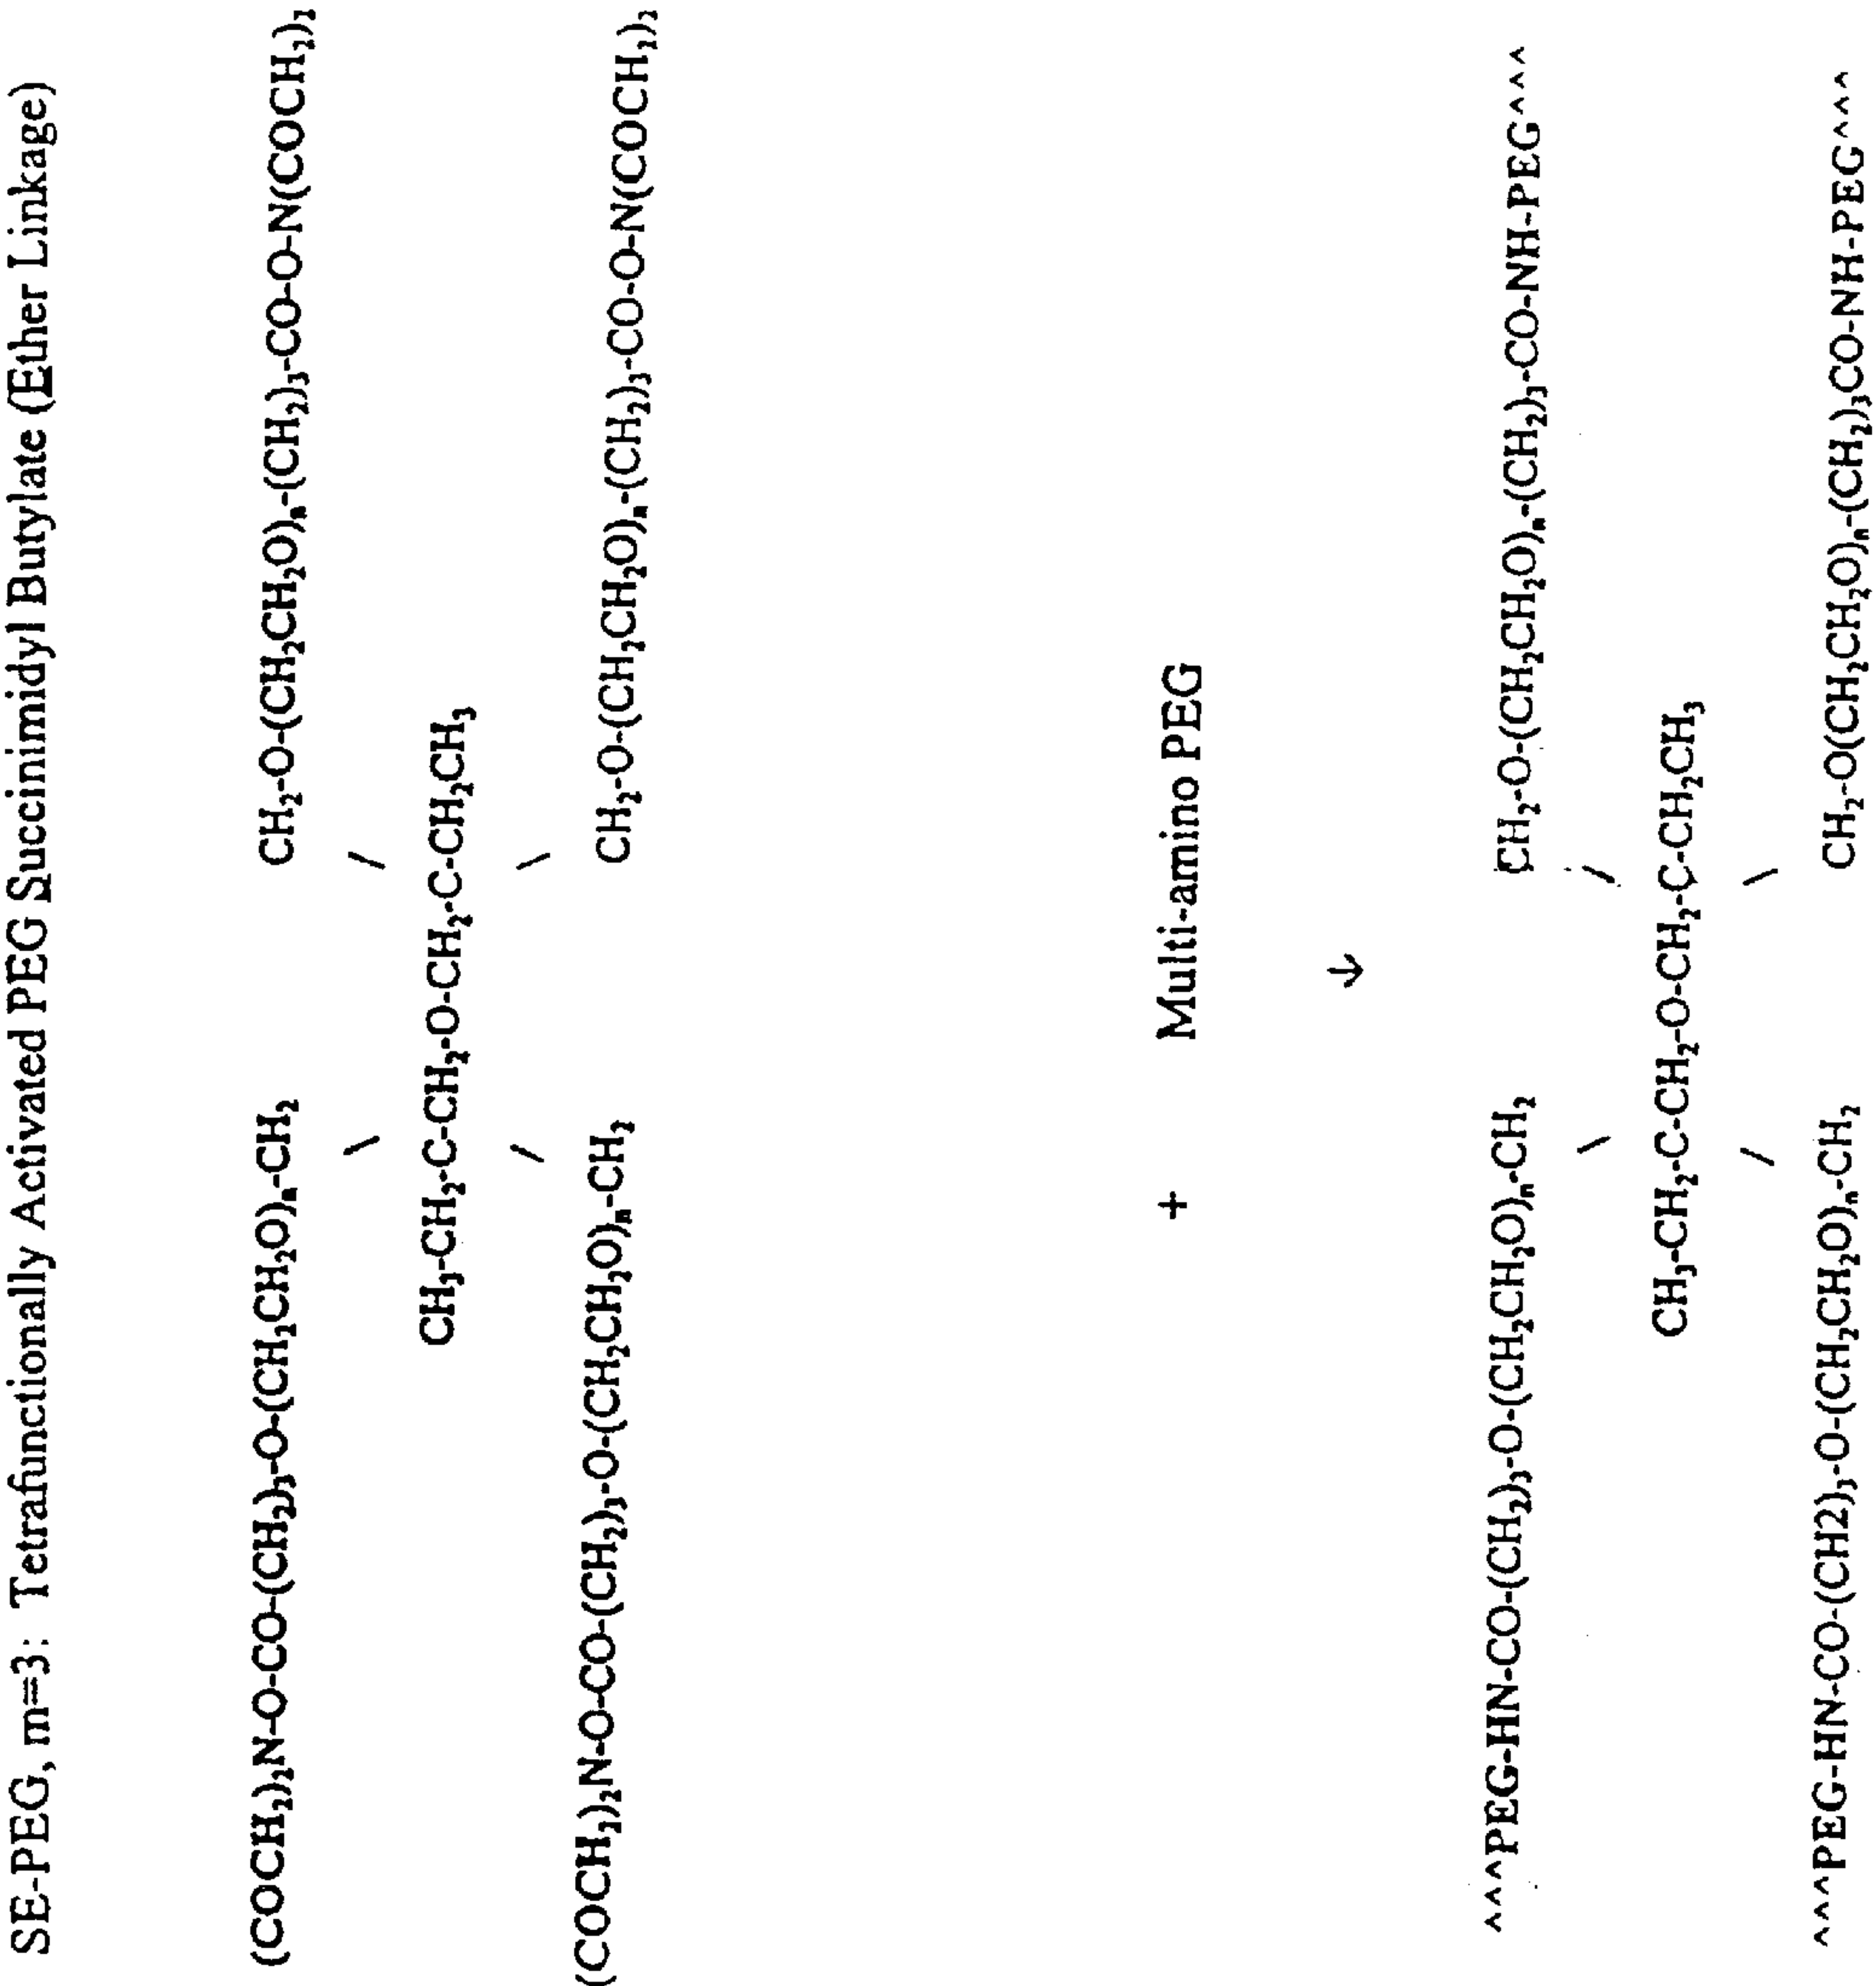 SE-PEG, m=3: Tetrafunctionally Activated PEG Succinimidyl Butylate (Ether Linkage)
(COCH₂)₂N-O-CO-(CH₂)₃-O-(CH₂CH₂O)ₙ-CH₂ CH₂-O-(CH₂CH₂O)ₙ-(CH₂)₃-CO-O-N(COCH₂)₂
\ /
CH₃-CH₂-C-CH₂-O-CH₂-C-CH₂CH₃
/ \
(COCH₂)₂N-O-CO-(CH₂)₃-O-(CH₂CH₂O)ₙ-CH₂ CH₂-O-(CH₂CH₂O)ₙ-(CH₂)₃-CO-O-N(COCH₂)₂
+ Multi-amino PEG
↓
^^^PEG-HN-CO-(CH₂)₃-O-(CH₂CH₂O)ₙ-CH₂ CH₂-O-(CH₂CH₂O)ₙ-(CH₂)₃-CO-NH-PEG^^^
\ /
CH₃-CH₂-C-CH₂-O-CH₂-C-CH₂CH₃
/ \
^^^PEG-HN-CO-(CH2)₃-O-(CH₂CH₂O)ₙ-CH₂ CH₂-O(CH₂CH₂O)ₙ-(CH₂)₃CO-NH-PEG^^^